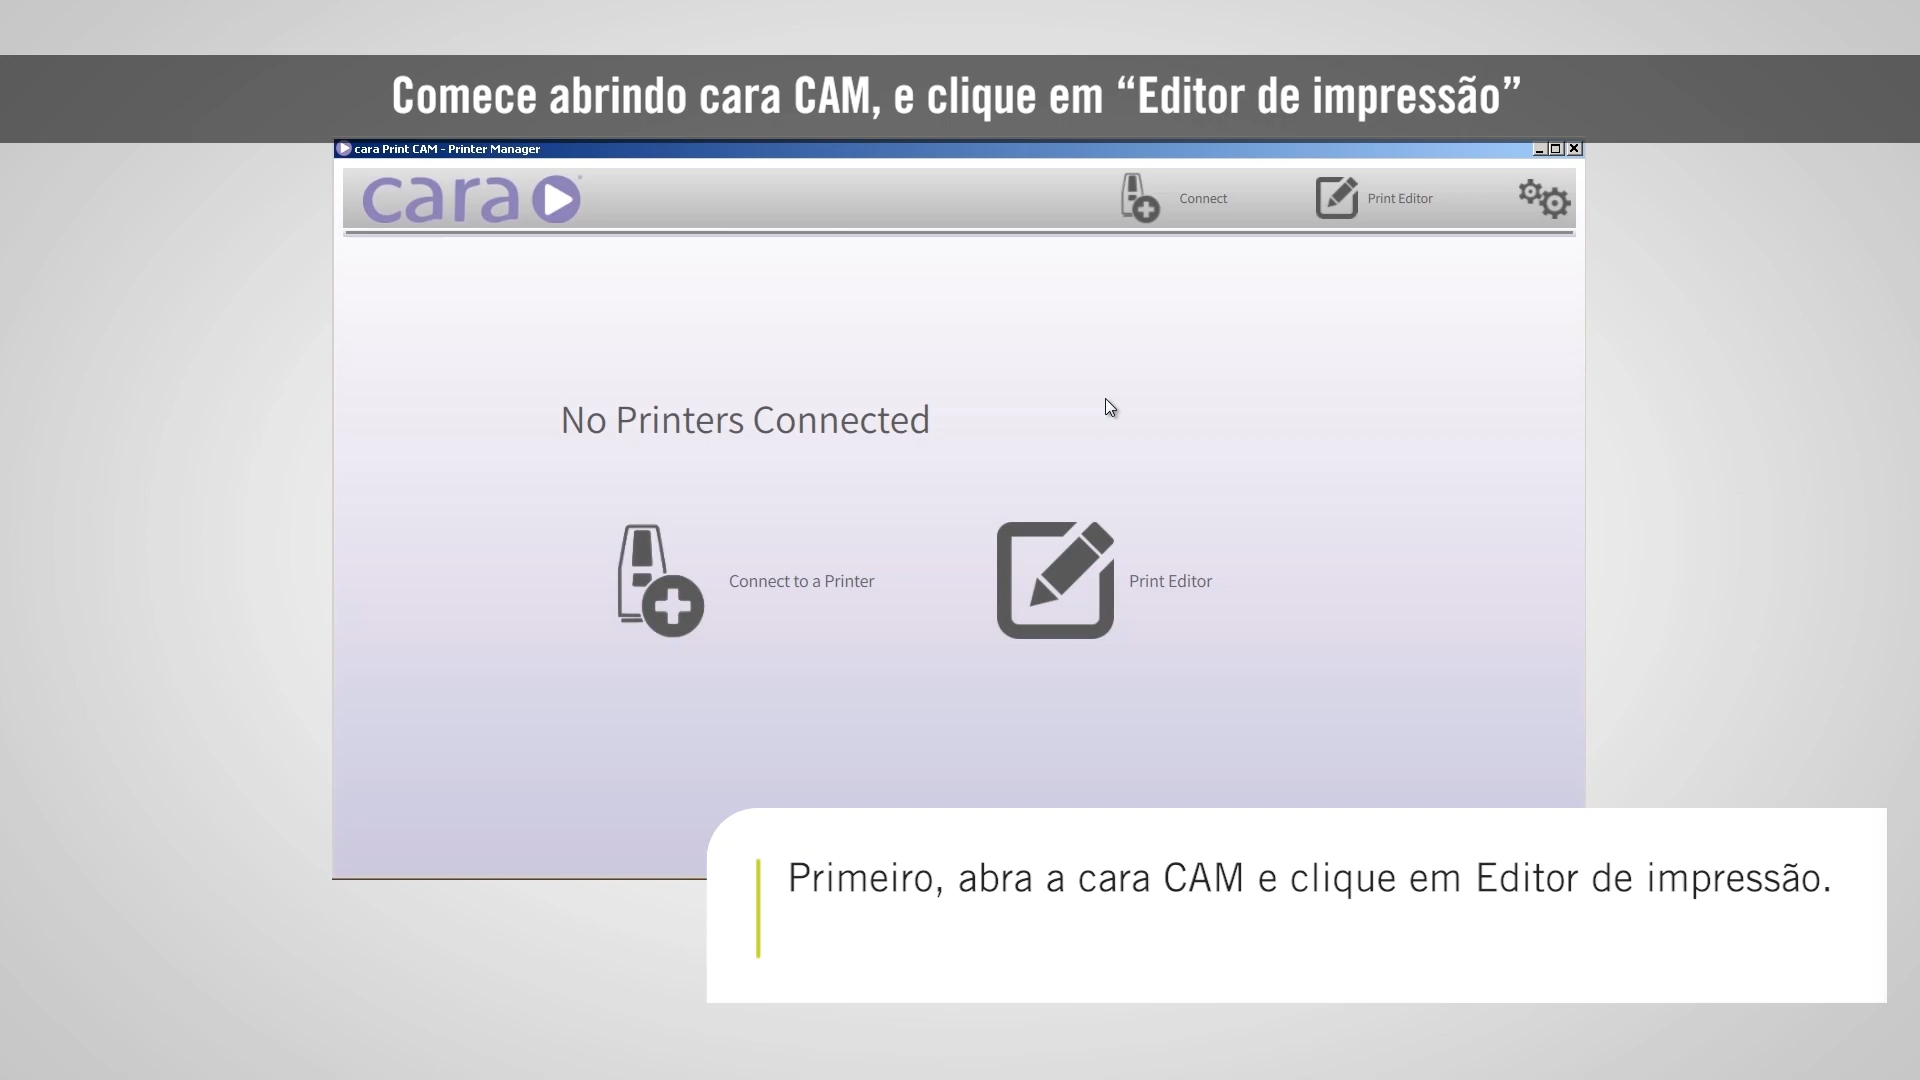 Comece abrindo cara CAM, e clique em “Editor de impressão”
cara Print CAM - Printer Manager
cara
Connect
Print Editor
No Printers Connected
Connect to a Printer
Print Editor
Primeiro, abra a cara CAM e clique em Editor de impressão.